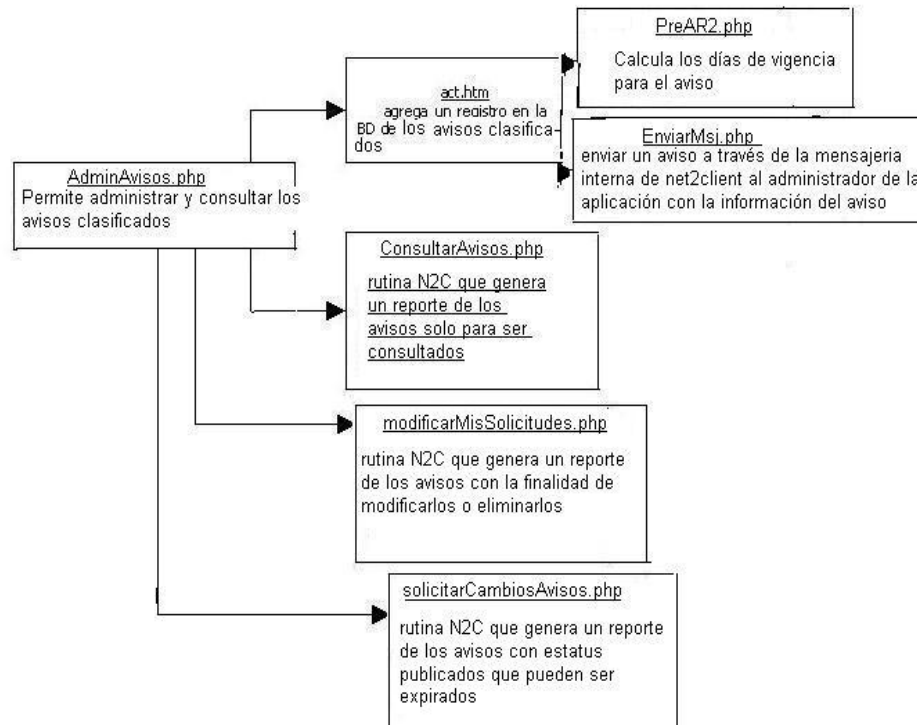 PreAR2.php
Calcula los días de vigencia
para el aviso
act.htm
agrega un registro en la
BD de los avisos clasifica-
dos
EnviarMsj.php
enviar un aviso a través de la mensajeria
interna de net2client al administrador de la
aplicación con la información del aviso
AdminAvisos.php
Permite administrar y consultar los
avisos clasificados
ConsultarAvisos.php
rutina N2C que genera
un reporte de los
avisos solo para ser
consultados
modificarMisSolicitudes.php
rutina N2C que genera un reporte
de los avisos con la finalidad de
modificarlos o eliminarlos
solicitarCambiosAvisos.php
rutina N2C que genera un reporte
de los avisos con estatus
publicados que pueden ser
expirados